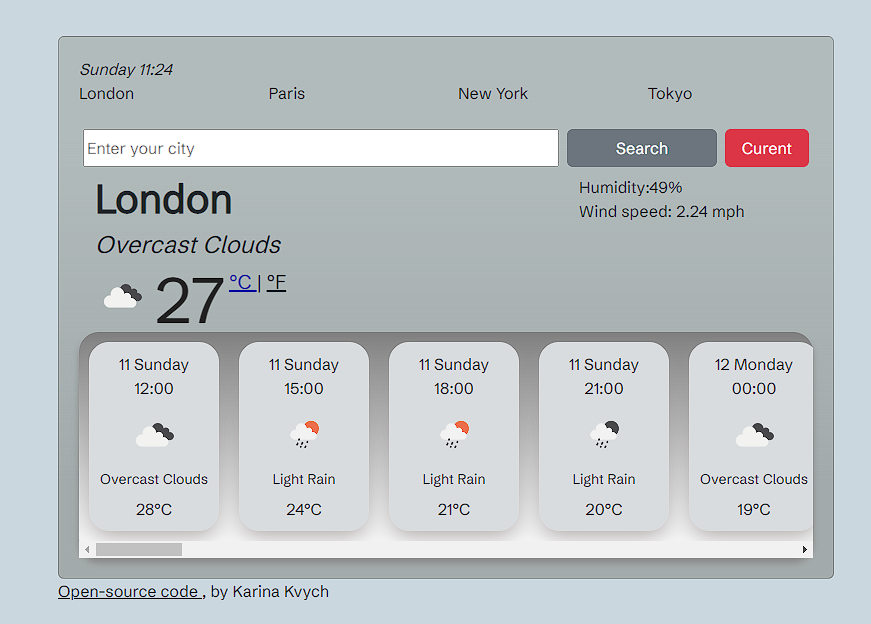 Sunday 11:24
London Paris New York Tokyo
Enter your city Search Curent
London
Humidity:49%
Wind speed: 2.24 mph
Overcast Clouds
27 °C | °F
11 Sunday 11 Sunday 11 Sunday 11 Sunday 12 Monday
12:00 15:00 18:00 21:00 00:00
Overcast Clouds Light Rain Light Rain Light Rain Overcast Clouds
28°C 24°C 21°C 20°C 19°C
Open-source code , by Karina Kvych